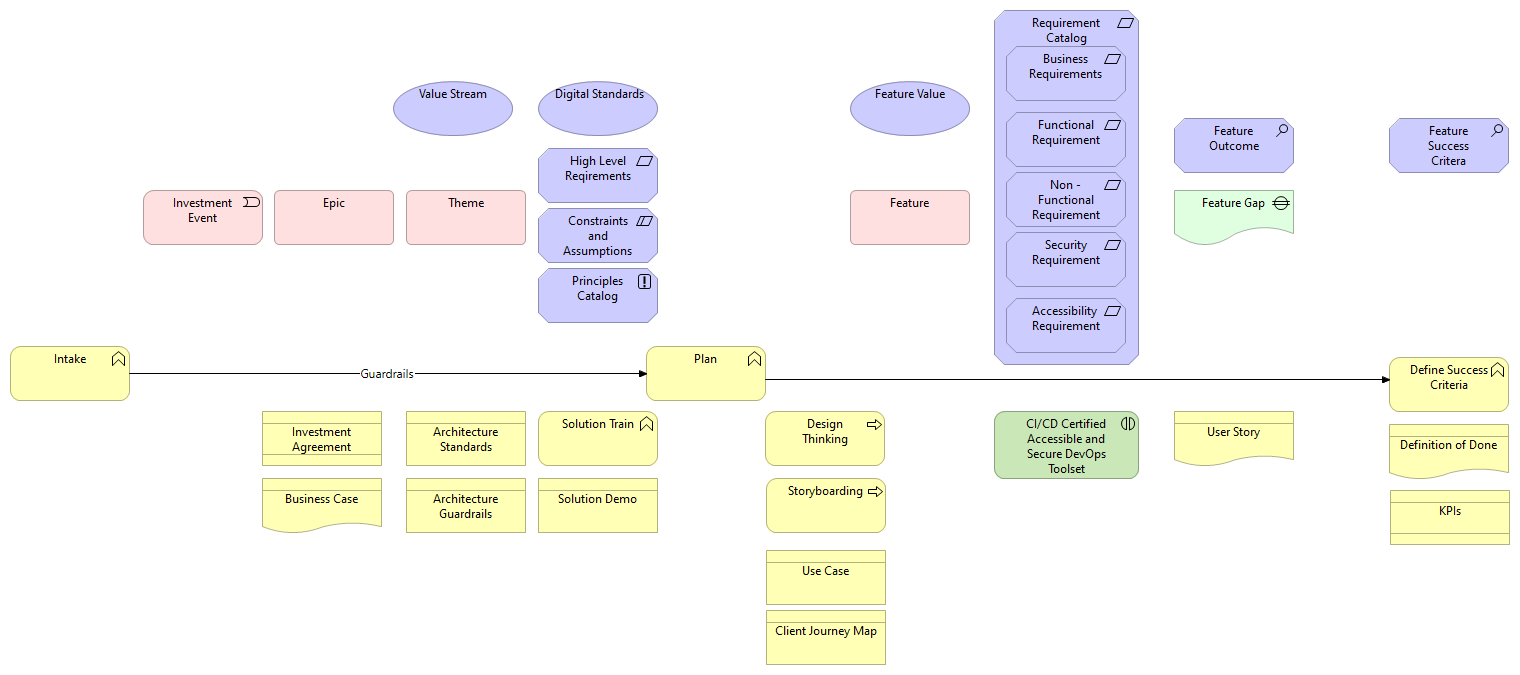 Requirement
Catalog
Business
Requirements
Value Stream
Digital Standards
Feature Value
Functional
Requirement
Feature
Outcome
Feature
Success
Critera
High Level
Reqirements
Non -
Functional
Requirement
Investment
Event
Epic
Theme
Feature
Feature Gap
Constraints
and
Assumptions
Security
Requirement
Principles
Catalog
Accessibility
Requirement
Intake
Guardrails
Plan
Define Success
Criteria
Investment
Agreement
Architecture
Standards
Solution Train
Design
Thinking
CI/CD Certified
Accessible and
Secure DevOps
Toolset
User Story
Definition of Done
Business Case
Architecture
Guardrails
Solution Demo
Storyboarding
KPIs
Use Case
Client Journey Map